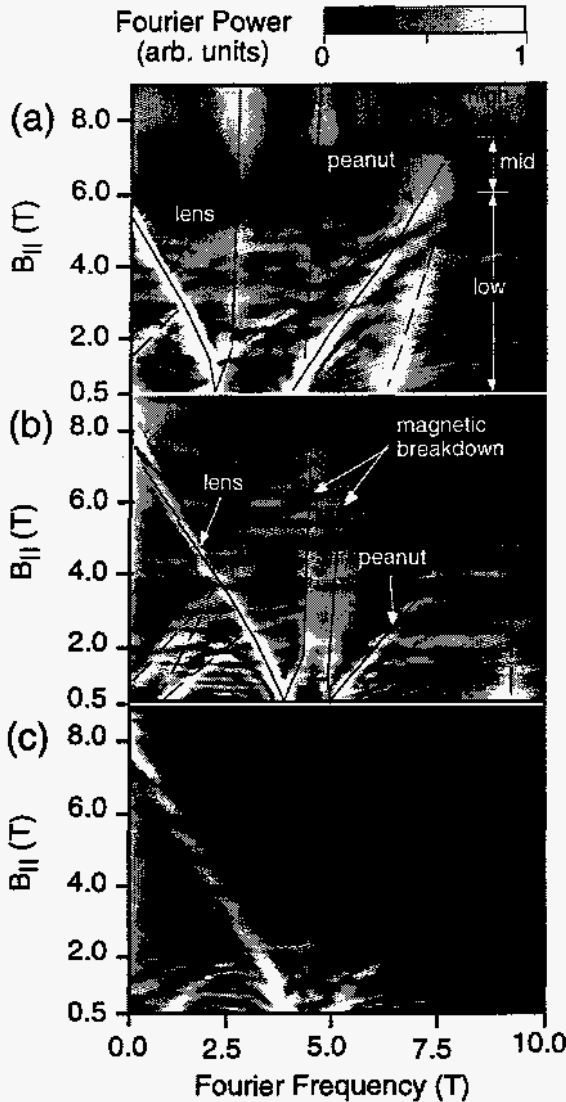 Fourier Power
(arb. units)
0 1
(a)
8.0
6.0
4.0
2.0
0.5
B|| (T)
peanut
mid
lens
low
(b)
8.0
6.0
4.0
2.0
0.5
B|| (T)
magnetic
breakdown
lens
peanut
(c)
8.0
6.0
4.0
2.0
0.5
B|| (T)
0.0 2.5 5.0 7.5 10.0
Fourier Frequency (T)